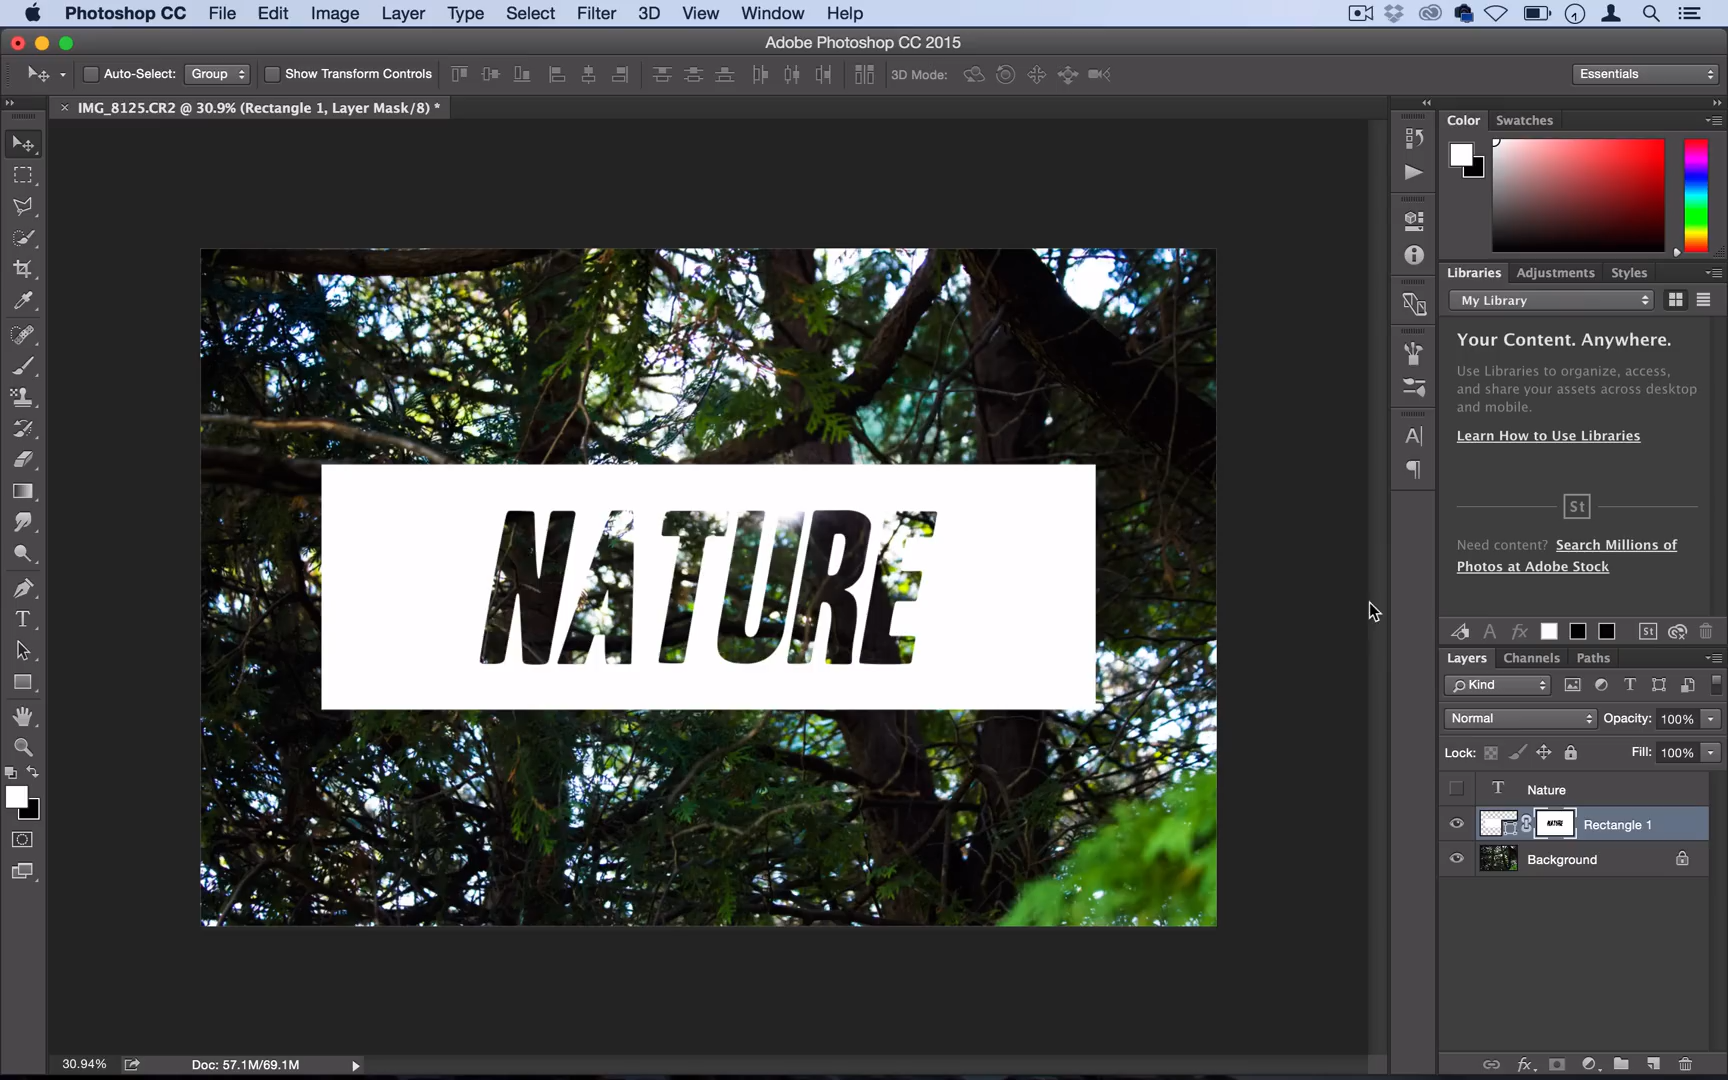 Photoshop CC File Edit Image Layer Type Select Filter 3D View Window Help
Adobe Photoshop CC 2015
Auto-Select: Group Show Transform Controls 3D Mode: Essentials
× IMG_8125.CR2 @ 30.9% (Rectangle 1, Layer Mask/8) *
Color Swatches
Libraries Adjustments Styles
My Library
Your Content. Anywhere.
Use Libraries to organize, access,
and share your assets across desktop
and mobile.
Learn How to Use Libraries
St
Need content? Search Millions of
Photos at Adobe Stock
NATURE
Layers Channels Paths
Kind
Normal Opacity: 100%
Lock: Fill: 100%
T Nature
NATURE Rectangle 1
Background
30.94% Doc: 57.1M/69.1M